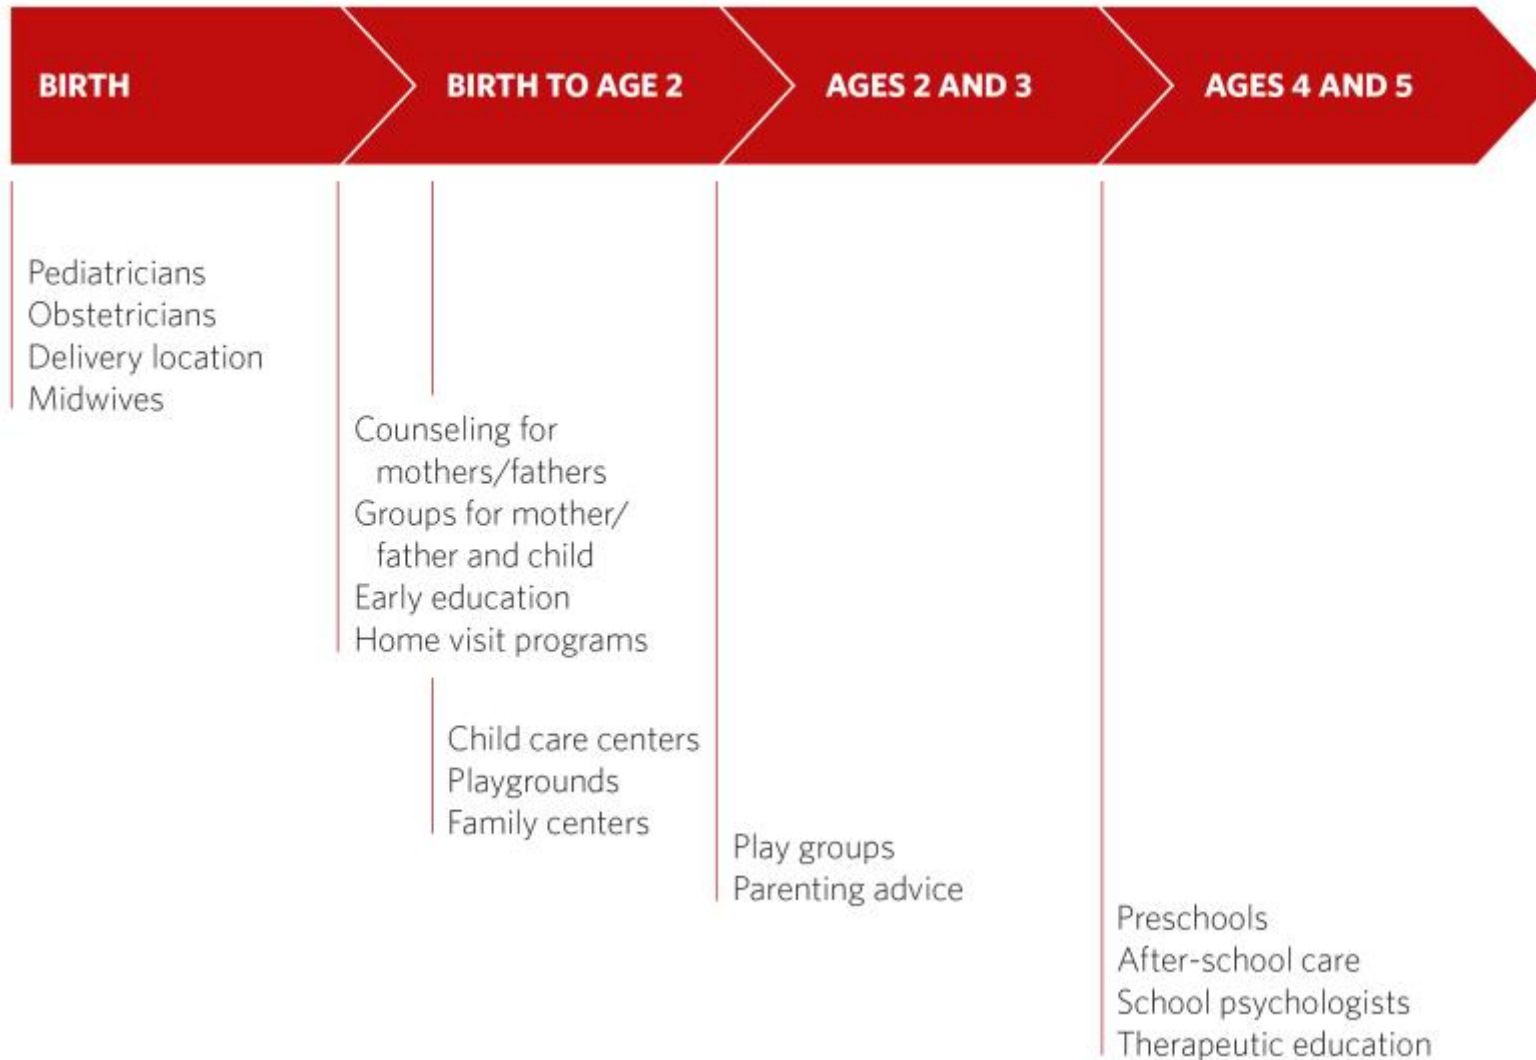 BIRTH
BIRTH TO AGE 2
AGES 2 AND 3
AGES 4 AND 5
Pediatricians
Obstetricians
Delivery location
Midwives
Counseling for
mothers/fathers
Groups for mother/
father and child
Early education
Home visit programs
Child care centers
Playgrounds
Family centers
Play groups
Parenting advice
Preschools
After-school care
School psychologists
Therapeutic education